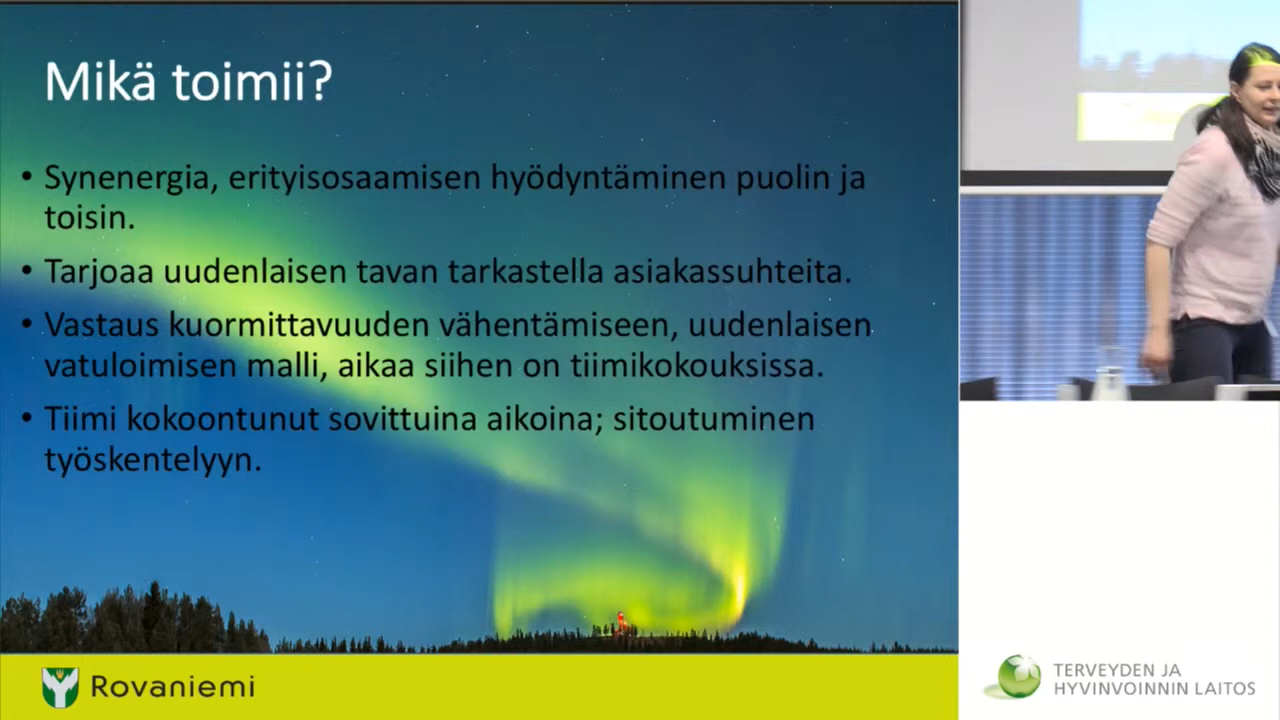 Mikä toimii?
• Synenergia, erityisosaamisen hyödyntäminen puolin ja
toisin.
• Tarjoaa uudenlaisen tavan tarkastella asiakassuhteita.
• Vastaus kuormittavuuden vähentämiseen, uudenlaisen
vatuloimisen malli, aikaa siihen on tiimikokouksissa.
• Tiimi kokoontunut sovittuina aikoina; sitoutuminen
työskentelyyn.
Rovaniemi
TERVEYDEN JA
HYVINVOINNIN LAITOS